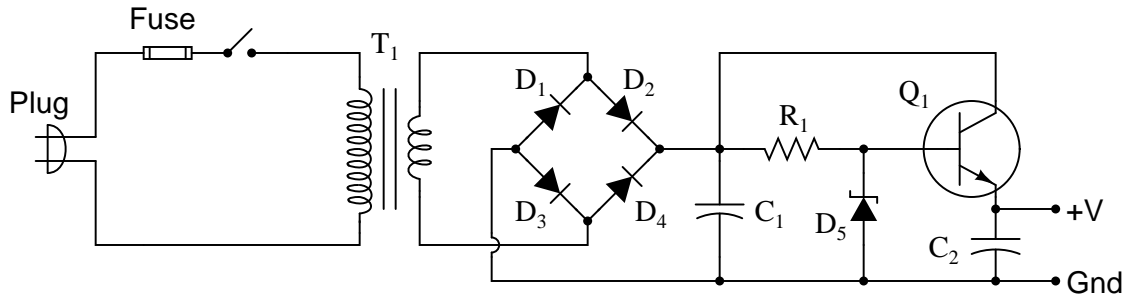 Fuse
Plug
T1
D1
D2
D3
D4
R1
C1
D5
Q1
C2
+V
Gnd